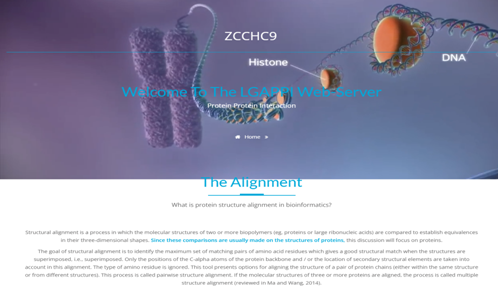 ZCCHC9
Histone
DNA
Welcome To The LGAPPI Web-Server
Protein-Protein Interaction
Home
The Alignment
What is protein structure alignment in bioinformatics?
Structural alignment is a process in which the molecular structures of two or more biopolymers (eg, proteins or large ribonucleic acids) are compared to establish equivalences
in their three-dimensional shapes. Since these comparisons are usually made on the structures of proteins, this discussion will focus on proteins.
The goal of structural alignment is to identify the maximum set of matching pairs of amino acid residues which gives a good structural match when the structures are
superimposed, i.e., superimposed. Only the positions of the C-alpha atoms of the protein backbone and / or the location of secondary structural elements are taken into
account in this alignment. The type of amino residue is ignored. This tool presents options for aligning the structure of a pair of protein chains (either within the same structure
or from different structures). This process is called pairwise structure alignment. If the molecular structures of three or more proteins are aligned, the process is called multiple
structure alignment (reviewed in Ma and Wang, 2014).